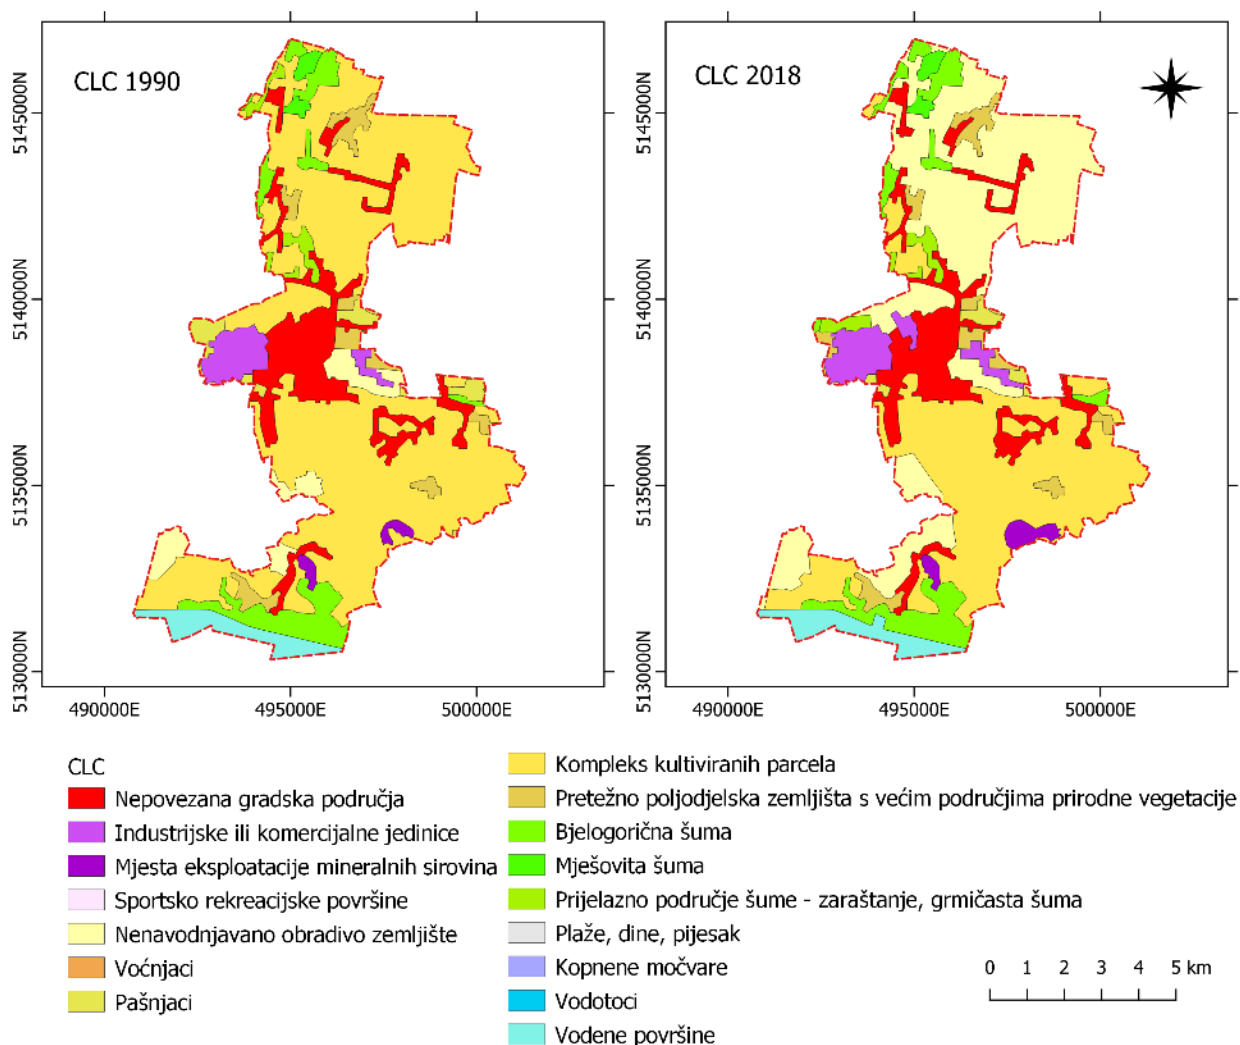 CLC 1990
CLC 2018
5145000N
5140000N
5135000N
5130000N
490000E
495000E
500000E
5145000N
5140000N
5135000N
5130000N
490000E
495000E
500000E
CLC
Nepovezana gradska područja
Industrijske ili komercijalne jedinice
Mjesta eksploatacije mineralnih sirovina
Sportsko rekreacijske površine
Nenavodnjavano obradivo zemljište
Voćnjaci
Pašnjaci
Kompleks kultiviranih parcela
Pretežno poljodjelska zemljišta s većim područjima prirodne vegetacije
Bjelogorična šuma
Mješovita šuma
Prijelazno područje šume - zaraštanje, grmičasta šuma
Plaže, dine, pijesak
Kopnene močvare
Vodotoci
Vodene površine
0 1 2 3 4 5 km